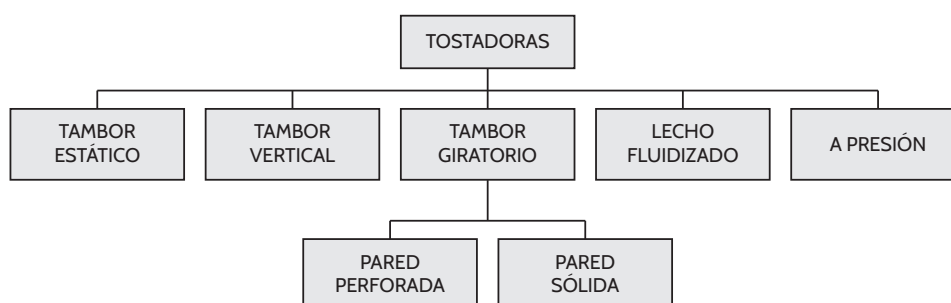 TOSTADORAS
TAMBOR
ESTÁTICO
TAMBOR
VERTICAL
TAMBOR
GIRATORIO
LECHO
FLUIDIZADO
A PRESIÓN
PARED
PERFORADA
PARED
SÓLIDA